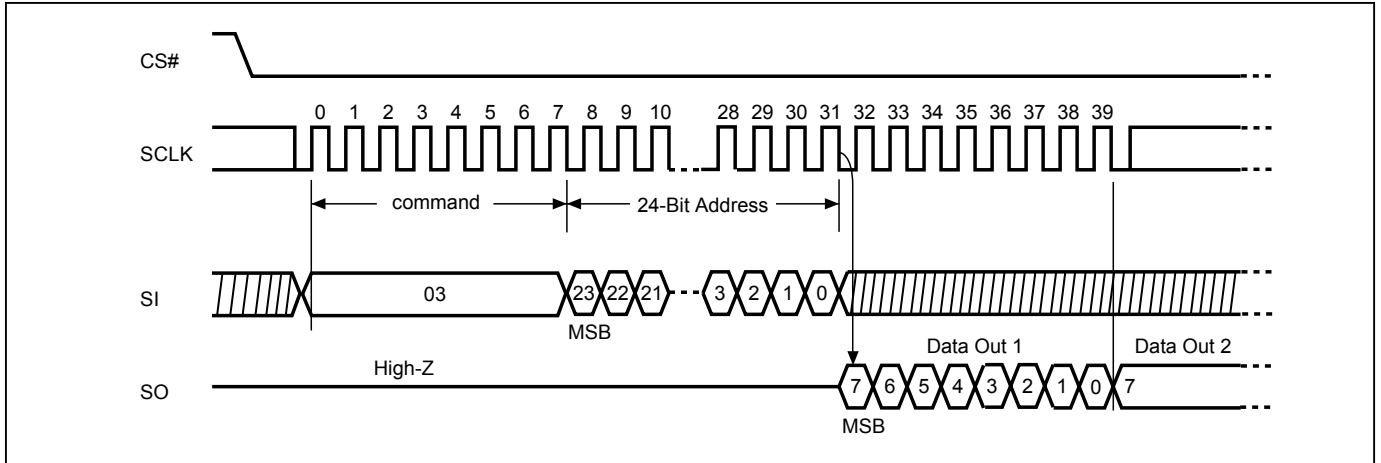 CS#
0 1 2 3 4 5 6 7 8 9 10 28 29 30 31 32 33 34 35 36 37 38 39
SCLK
command
24-Bit Address
SI
03
23 22 21 3 2 1 0
MSB
Data Out 1
Data Out 2
High-Z
SO
7 6 5 4 3 2 1 0 7
MSB